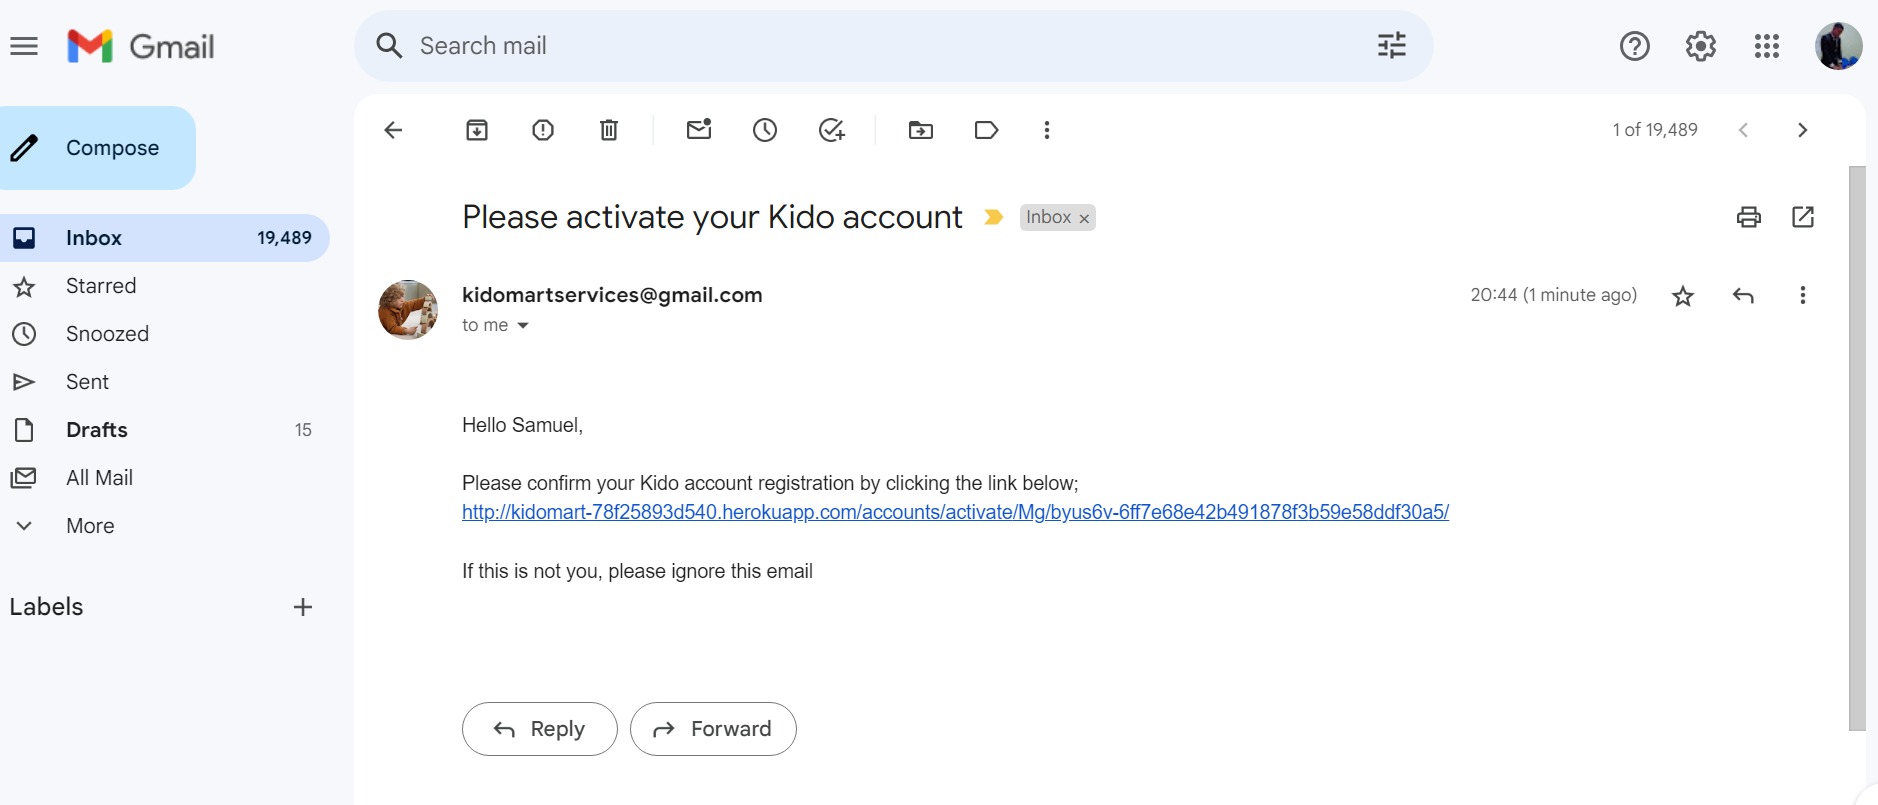 Gmail
Search mail
Compose
1 of 19,489
Please activate your Kido account
Inbox ×
Inbox 19,489
Starred
Snoozed
Sent
Drafts 15
All Mail
More
Labels
kidomartservices@gmail.com
20:44 (1 minute ago)
to me
Hello Samuel,
Please confirm your Kido account registration by clicking the link below;
http://kidomart-78f25893d540.herokuapp.com/accounts/activate/Mg/byus6v-6ff7e68e42b491878f3b59e58ddf30a5/
If this is not you, please ignore this email
Reply
Forward